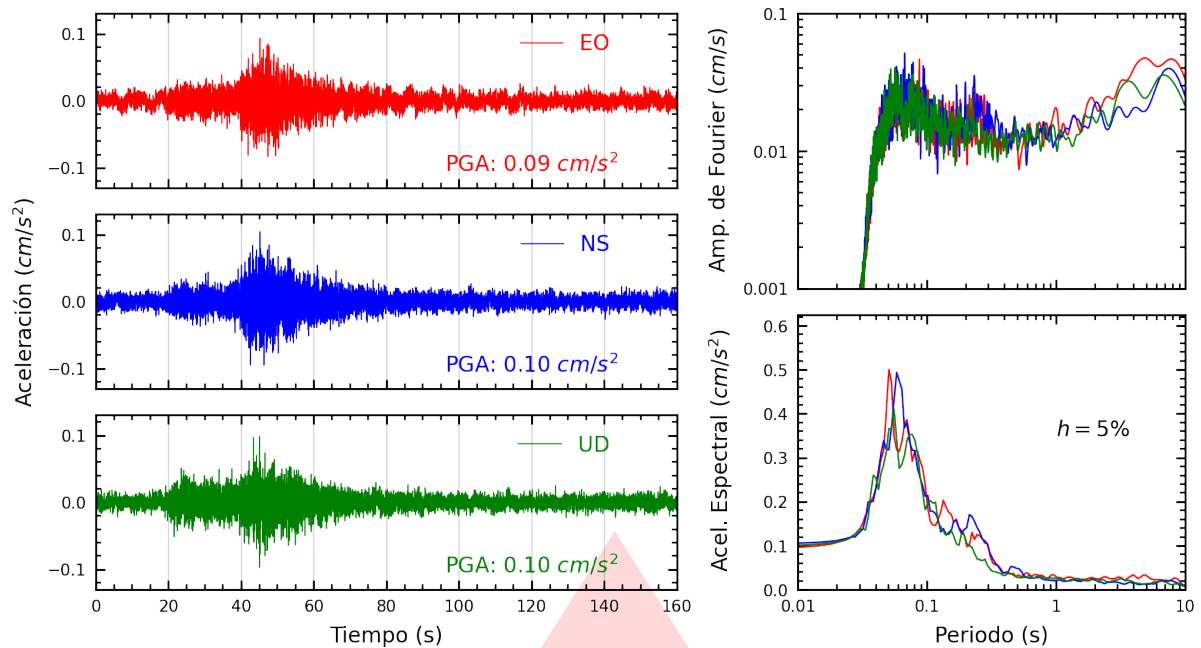 Aceleración (cm/s²)
0.1
0.0
−0.1
EO
PGA: 0.09 cm/s²
0.1
0.0
−0.1
NS
PGA: 0.10 cm/s²
0.1
0.0
−0.1
UD
PGA: 0.10 cm/s²
0 20 40 60 80 100 120 140 160
Tiempo (s)
Amp. de Fourier (cm/s)
0.1
0.01
0.001
Acel. Espectral (cm/s²)
0.6
0.5
0.4
0.3
0.2
0.1
0.0
h = 5%
0.01 0.1 1 10
Periodo (s)